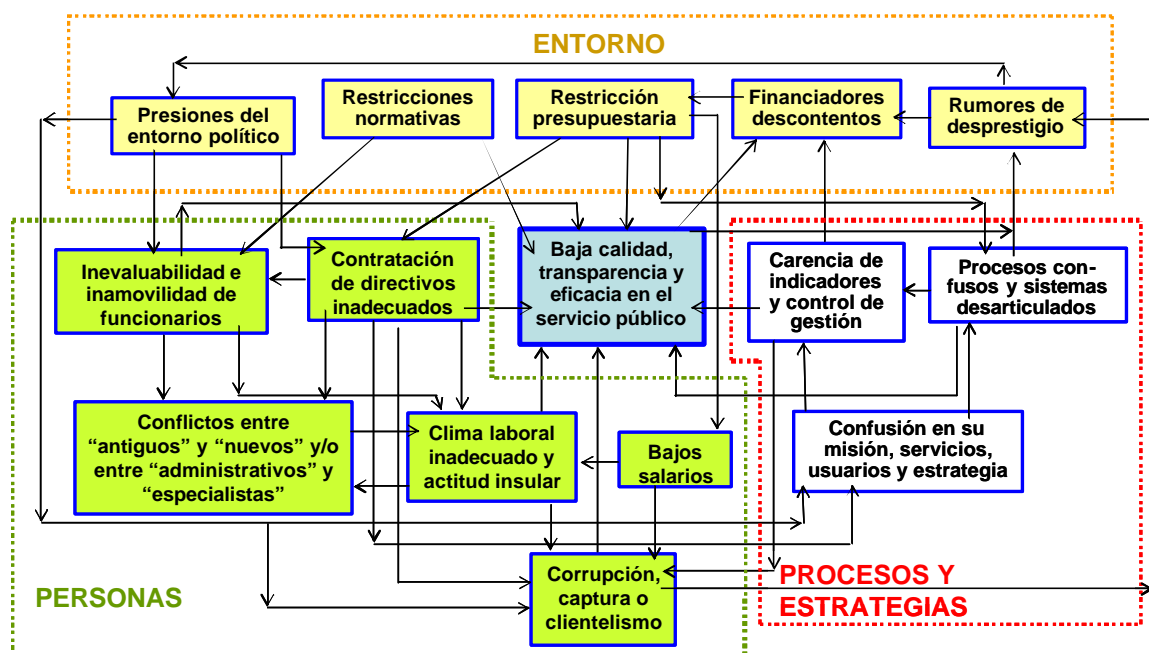 ENTORNO
Presiones del
entorno político
Restricciones
normativas
Restricción
presupuestaria
Financiadores
descontentos
Rumores de
desprestigio
Inevaluabilidad e
inamovilidad de
funcionarios
Contratación
de directivos
inadecuados
Baja calidad,
transparencia y
eficacia en el
servicio público
Carencia de
indicadores
y control de
gestión
Procesos con-
fusos y sistemas
desarticulados
Conflictos entre
“antiguos” y “nuevos” y/o
entre “administrativos” y
“especialistas”
Clima laboral
inadecuado y
actitud insular
Bajos
salarios
Confusión en su
misión, servicios,
usuarios y estrategia
Corrupción,
captura o
clientelismo
PERSONAS
PROCESOS Y
ESTRATEGIAS